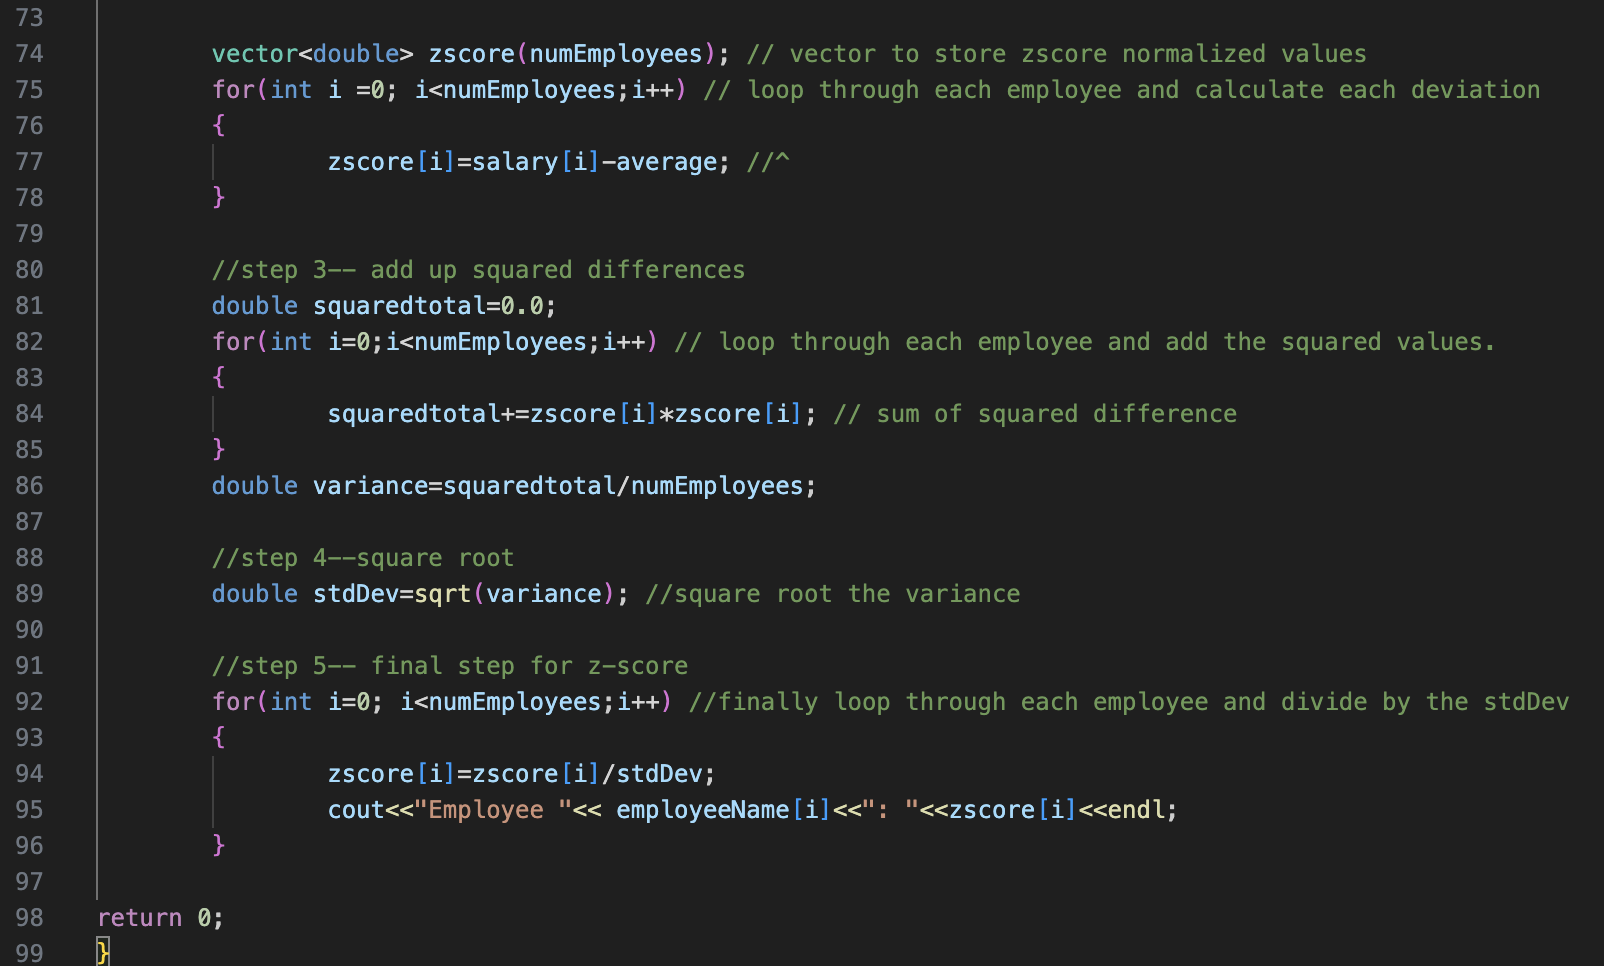 73
74 vector<double> zscore(numEmployees); // vector to store zscore normalized values
75 for(int i =0; i<numEmployees;i++) // loop through each employee and calculate each deviation
76 {
77 zscore[i]=salary[i]-average; //^
78 }
79
80 //step 3-- add up squared differences
81 double squaredtotal=0.0;
82 for(int i=0;i<numEmployees;i++) // loop through each employee and add the squared values.
83 {
84 squaredtotal+=zscore[i]*zscore[i]; // sum of squared difference
85 }
86 double variance=squaredtotal/numEmployees;
87
88 //step 4--square root
89 double stdDev=sqrt(variance); //square root the variance
90
91 //step 5-- final step for z-score
92 for(int i=0; i<numEmployees;i++) //finally loop through each employee and divide by the stdDev
93 {
94 zscore[i]=zscore[i]/stdDev;
95 cout<<"Employee "<< employeeName[i]<<": "<<zscore[i]<<endl;
96 }
97
98 return 0;
99 }